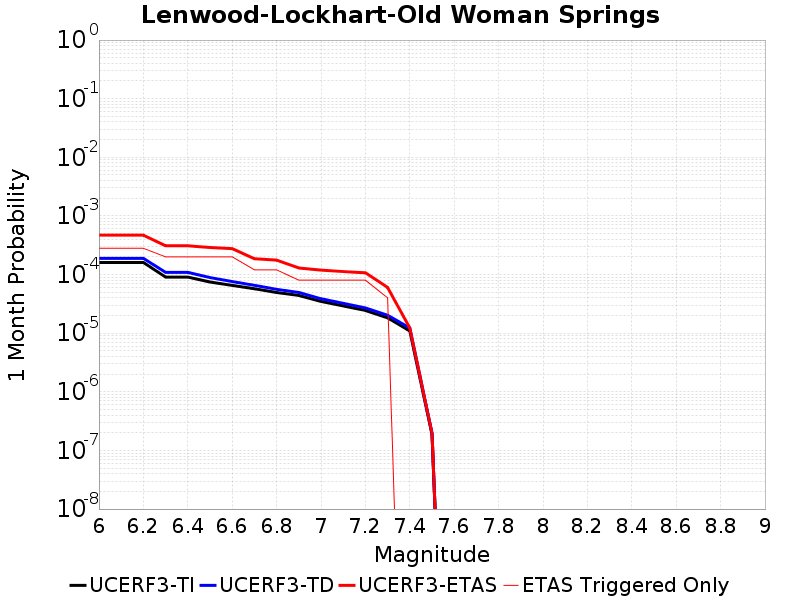 Lenwood-Lockhart-Old Woman Springs
10^0
10^-1
10^-2
10^-3
10^-4
10^-5
10^-6
10^-7
10^-8
1 Month Probability
6 6.2 6.4 6.6 6.8 7 7.2 7.4 7.6 7.8 8 8.2 8.4 8.6 8.8 9
Magnitude
UCERF3-TI UCERF3-TD UCERF3-ETAS ETAS Triggered Only